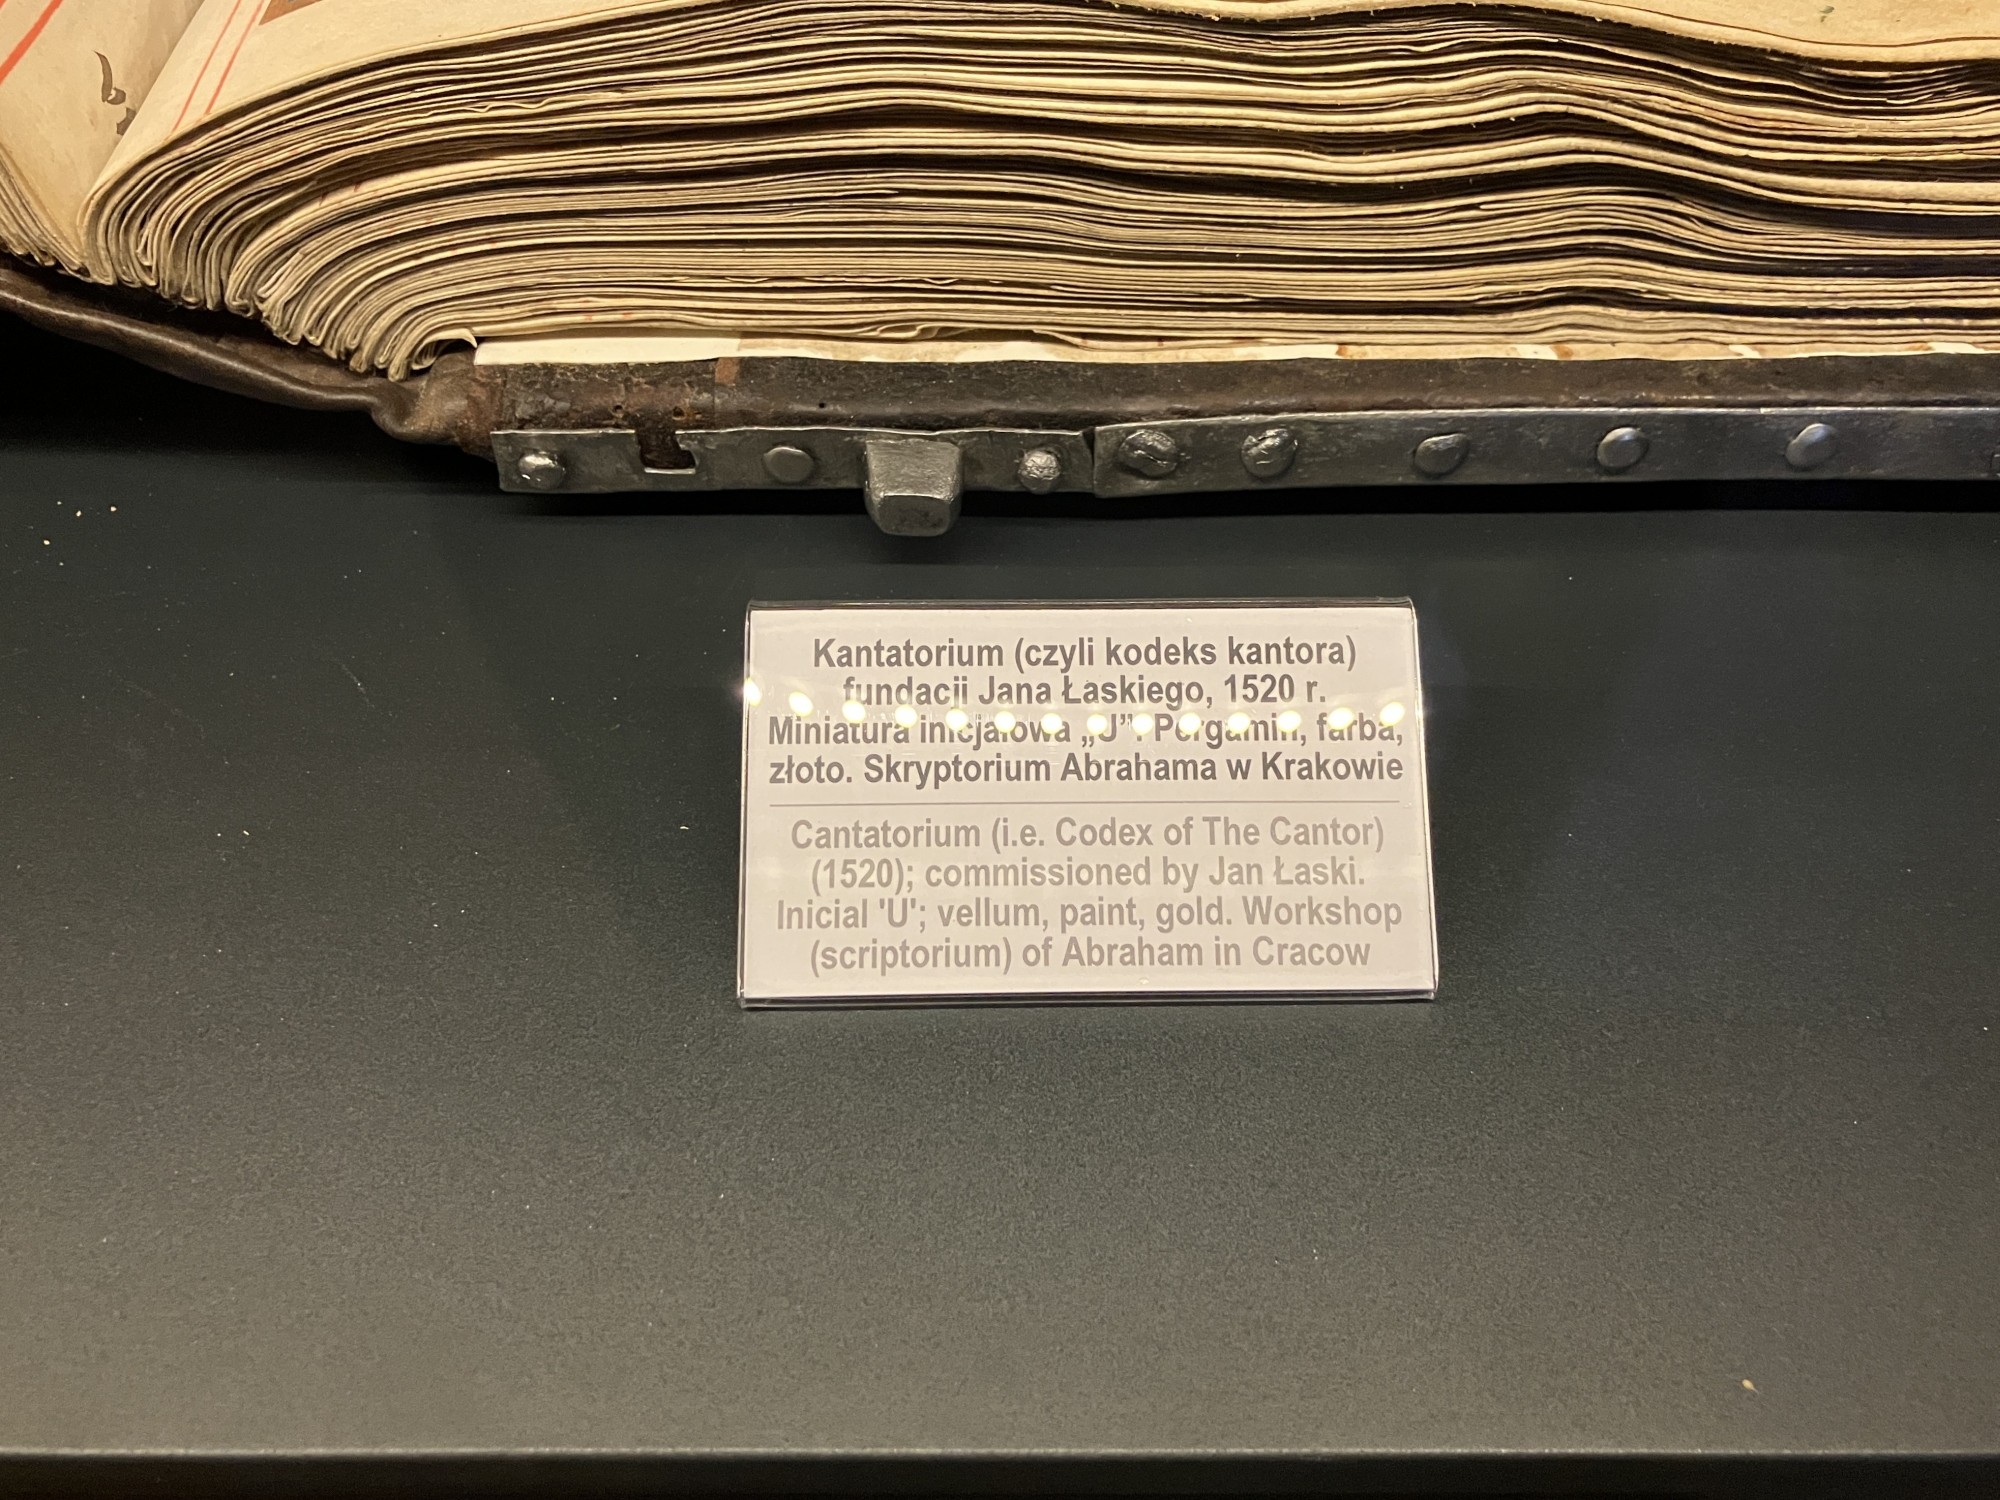 Kantatorium (czyli kodeks kantora)
fundacji Jana Łaskiego, 1520 r.
Miniatura inicjałowa „U”. Pergamin, farba,
złoto. Skryptorium Abrahama w Krakowie
Cantatorium (i.e. Codex of The Cantor)
(1520); commissioned by Jan Łaski.
Inicial 'U'; vellum, paint, gold. Workshop
(scriptorium) of Abraham in Cracow